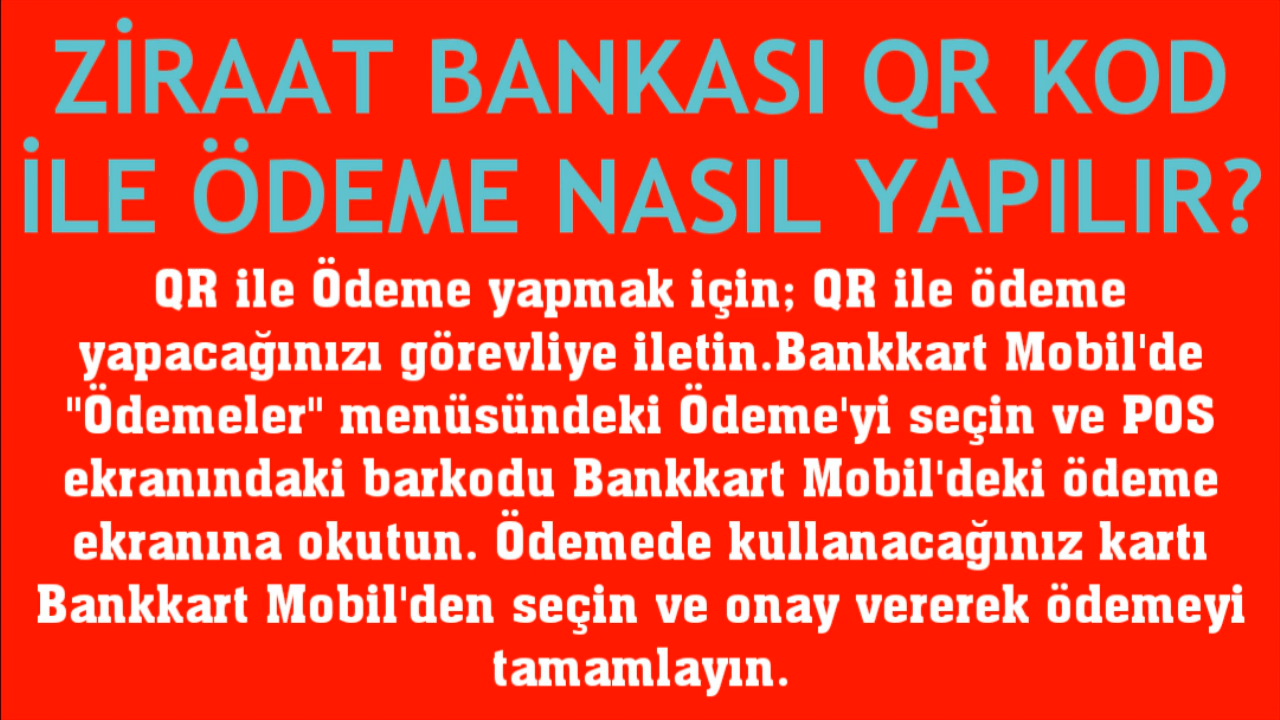 ZİRAAT BANKASI QR KOD
İLE ÖDEME NASIL YAPILIR?
QR ile Ödeme yapmak için; QR ile ödeme
yapacağınızı görevliye iletin.Bankkart Mobil'de
"Ödemeler" menüsündeki Ödeme'yi seçin ve POS
ekranındaki barkodu Bankkart Mobil'deki ödeme
ekranına okutun. Ödemede kullanacağınız kartı
Bankkart Mobil'den seçin ve onay vererek ödemeyi
tamamlayın.